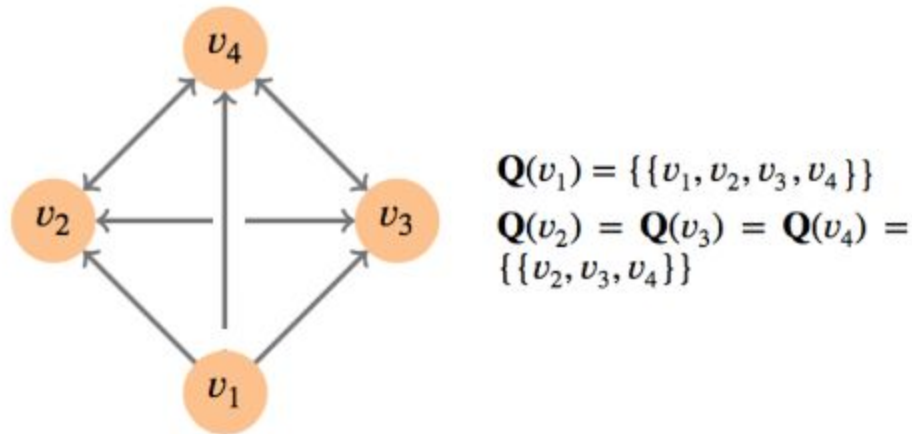 v₄
v₂
v₃
v₁
Q(v₁) = {{v₁, v₂, v₃, v₄}}
Q(v₂) = Q(v₃) = Q(v₄) =
{{v₂, v₃, v₄}}